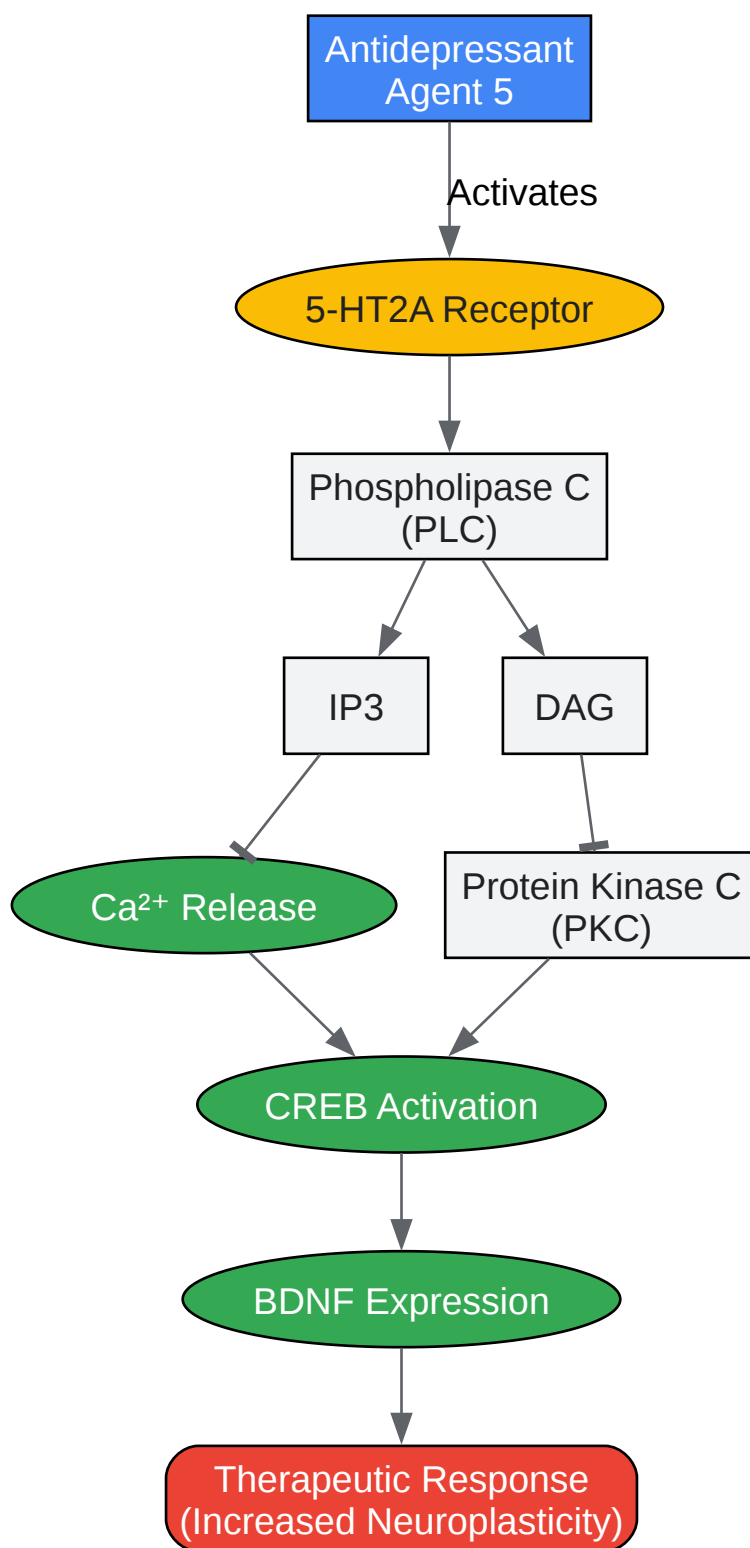 Antidepressant
Agent 5
Activates
5-HT2A Receptor
Phospholipase C
(PLC)
IP3
DAG
Ca²⁺ Release
Protein Kinase C
(PKC)
CREB Activation
BDNF Expression
Therapeutic Response
(Increased Neuroplasticity)